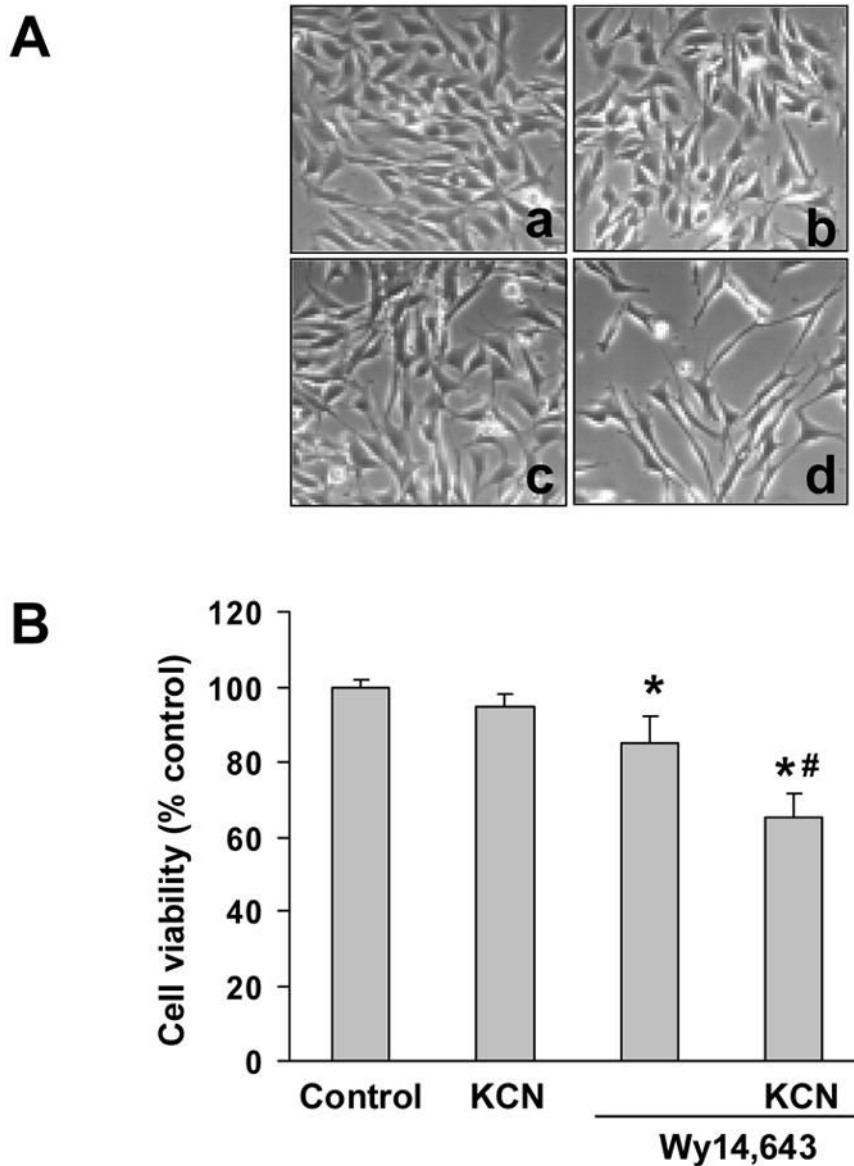 A
a
b
c
d
B
Cell viability (% control)
120
100
80
60
40
20
0
*
*#
Control KCN KCN
Wy14,643